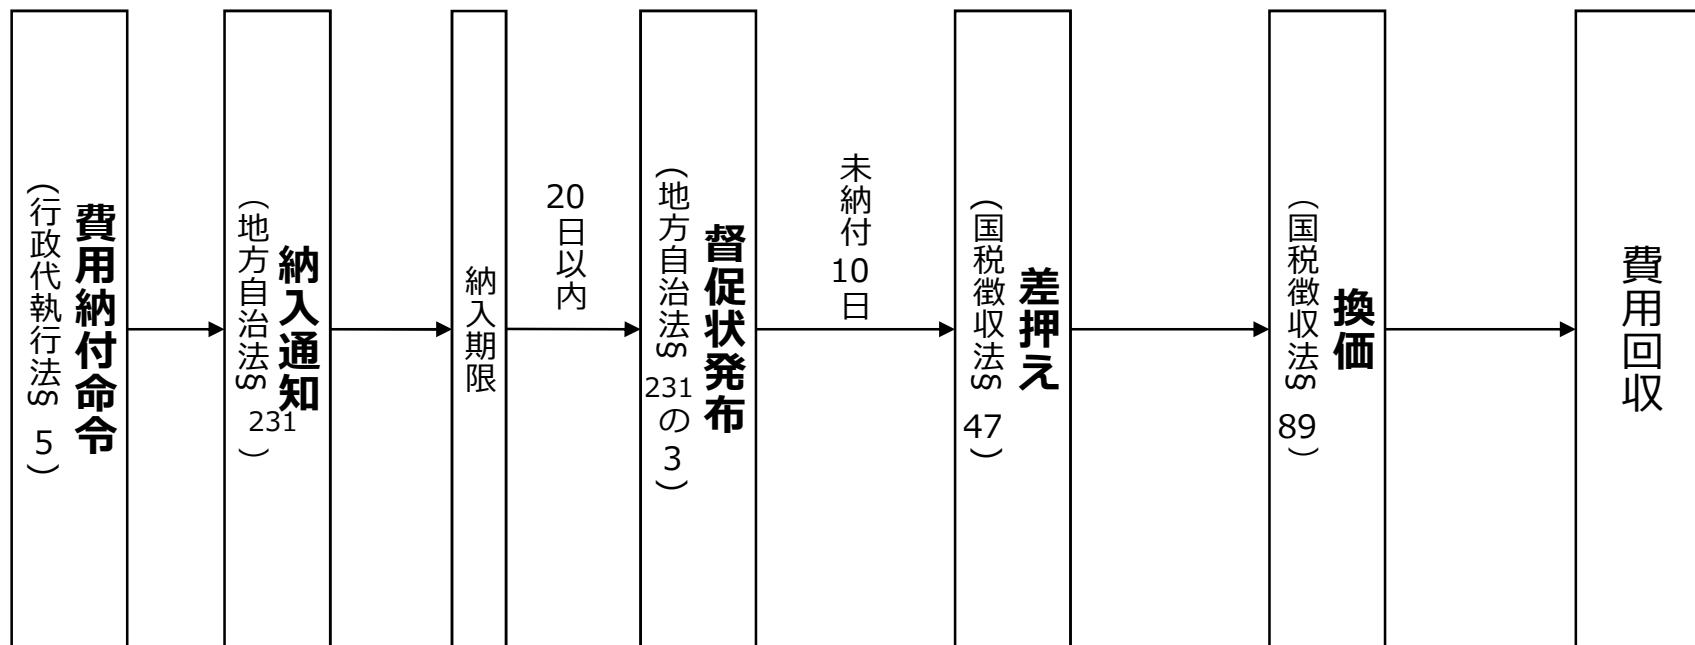 費用納付命令
（行政代執行法§5）
納入通知
（地方自治法§231）
納入期限
20日以内
督促状発布
（地方自治法§231の3）
未納付10日
差押え
（国税徴収法§47）
換価
（国税徴収法§89）
費用回収